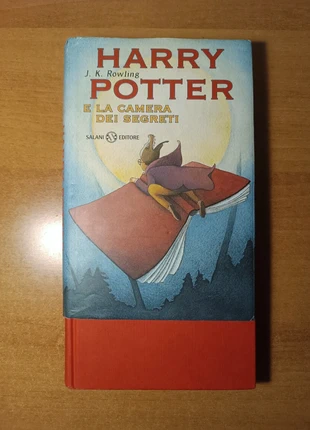 HARRY
J. K. Rowling
POTTER
E LA CAMERA
DEI SEGRETI
SALANI EDITORE